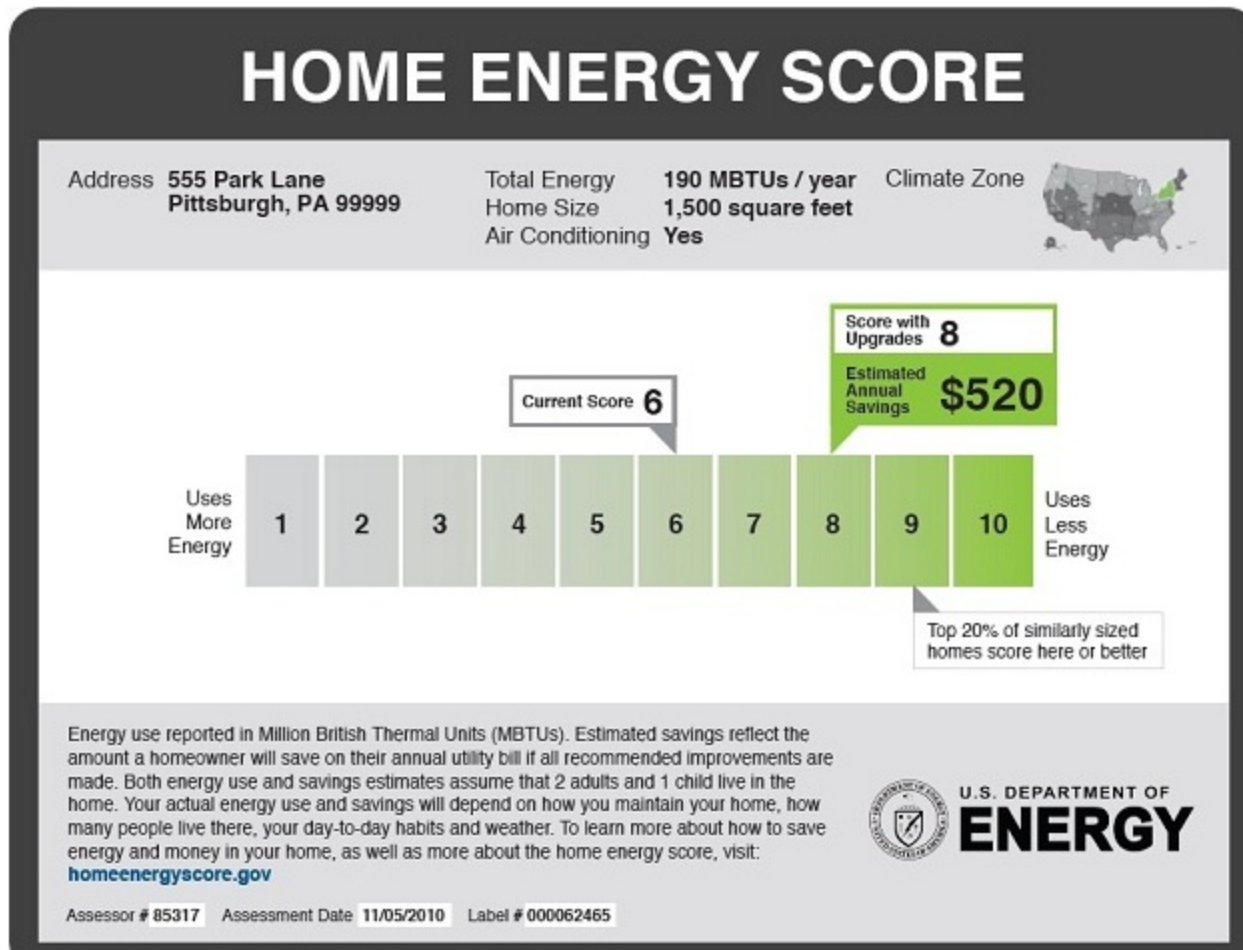 HOME ENERGY SCORE
Address 555 Park Lane
Pittsburgh, PA 99999
Total Energy 190 MBTUs / year
Home Size 1,500 square feet
Air Conditioning Yes
Climate Zone
Score with
Upgrades 8
Estimated
Annual
Savings $520
Current Score 6
Uses
More
Energy
1 2 3 4 5 6 7 8 9 10
Uses
Less
Energy
Top 20% of similarly sized
homes score here or better
Energy use reported in Million British Thermal Units (MBTUs). Estimated savings reflect the
amount a homeowner will save on their annual utility bill if all recommended improvements are
made. Both energy use and savings estimates assume that 2 adults and 1 child live in the
home. Your actual energy use and savings will depend on how you maintain your home, how
many people live there, your day-to-day habits and weather. To learn more about how to save
energy and money in your home, as well as more about the home energy score, visit:
homeenergyscore.gov
U.S. DEPARTMENT OF
ENERGY
Assessor # 85317 Assessment Date 11/05/2010 Label # 000062465